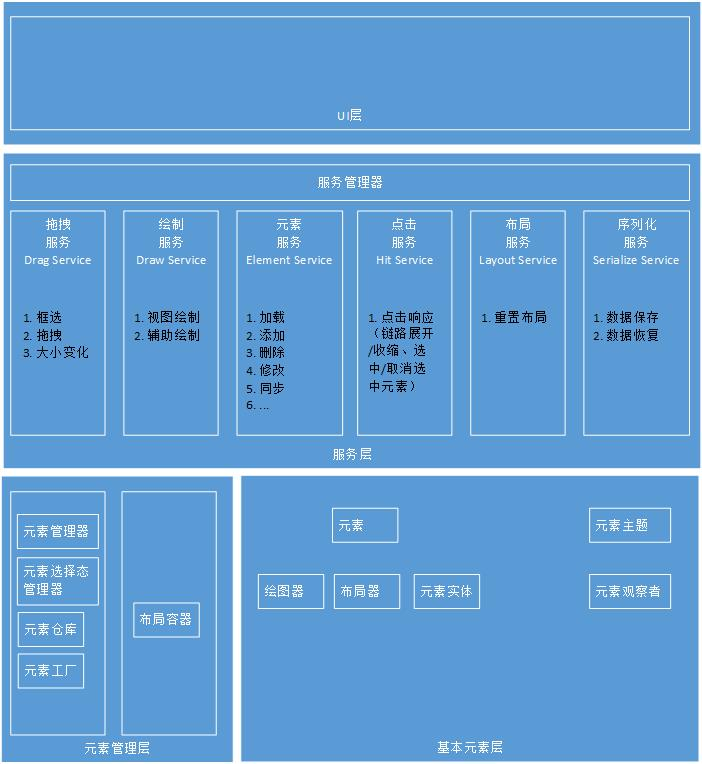 UI层
服务管理器
拖拽
服务
Drag Service
1. 框选
2. 拖拽
3. 大小变化
绘制
服务
Draw Service
1. 视图绘制
2. 辅助绘制
元素
服务
Element Service
1. 加载
2. 添加
3. 删除
4. 修改
5. 同步
6. ...
点击
服务
Hit Service
1. 点击响应
（链路展开
/收缩、选
中/取消选
中元素）
布局
服务
Layout Service
1. 重置布局
序列化
服务
Serialize Service
1. 数据保存
2. 数据恢复
服务层
元素管理器
元素选择态
管理器
元素仓库
元素工厂
布局容器
元素管理层
元素
元素主题
绘图器
布局器
元素实体
元素观察者
基本元素层